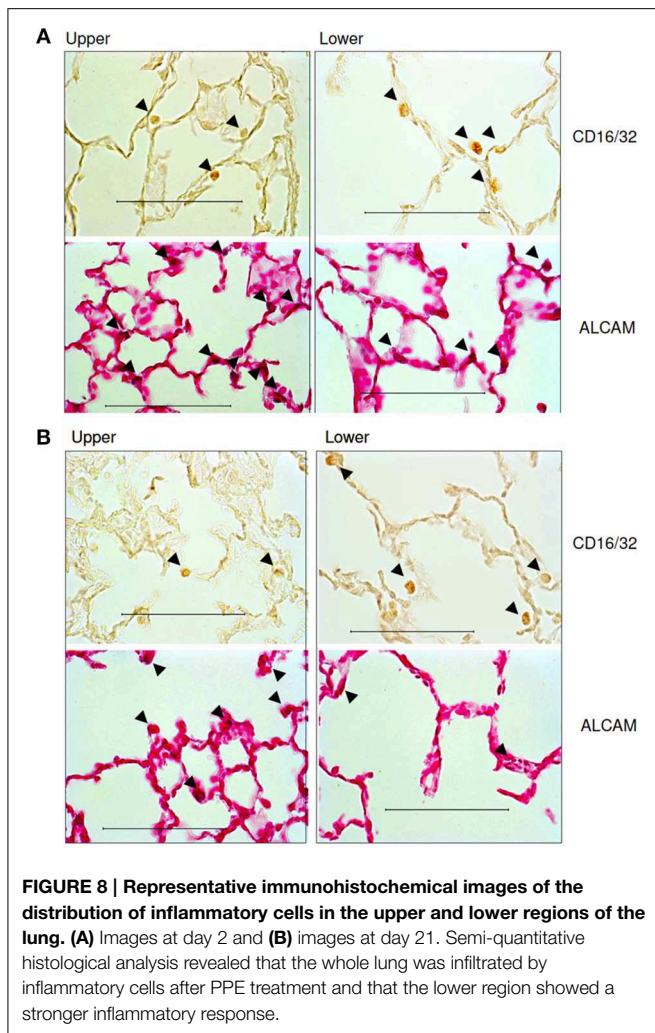 A
Upper
Lower
CD16/32
ALCAM
B
Upper
Lower
CD16/32
ALCAM
FIGURE 8 | Representative immunohistochemical images of the
distribution of inflammatory cells in the upper and lower regions of the
lung. (A) Images at day 2 and (B) images at day 21. Semi-quantitative
histological analysis revealed that the whole lung was infiltrated by
inflammatory cells after PPE treatment and that the lower region showed a
stronger inflammatory response.